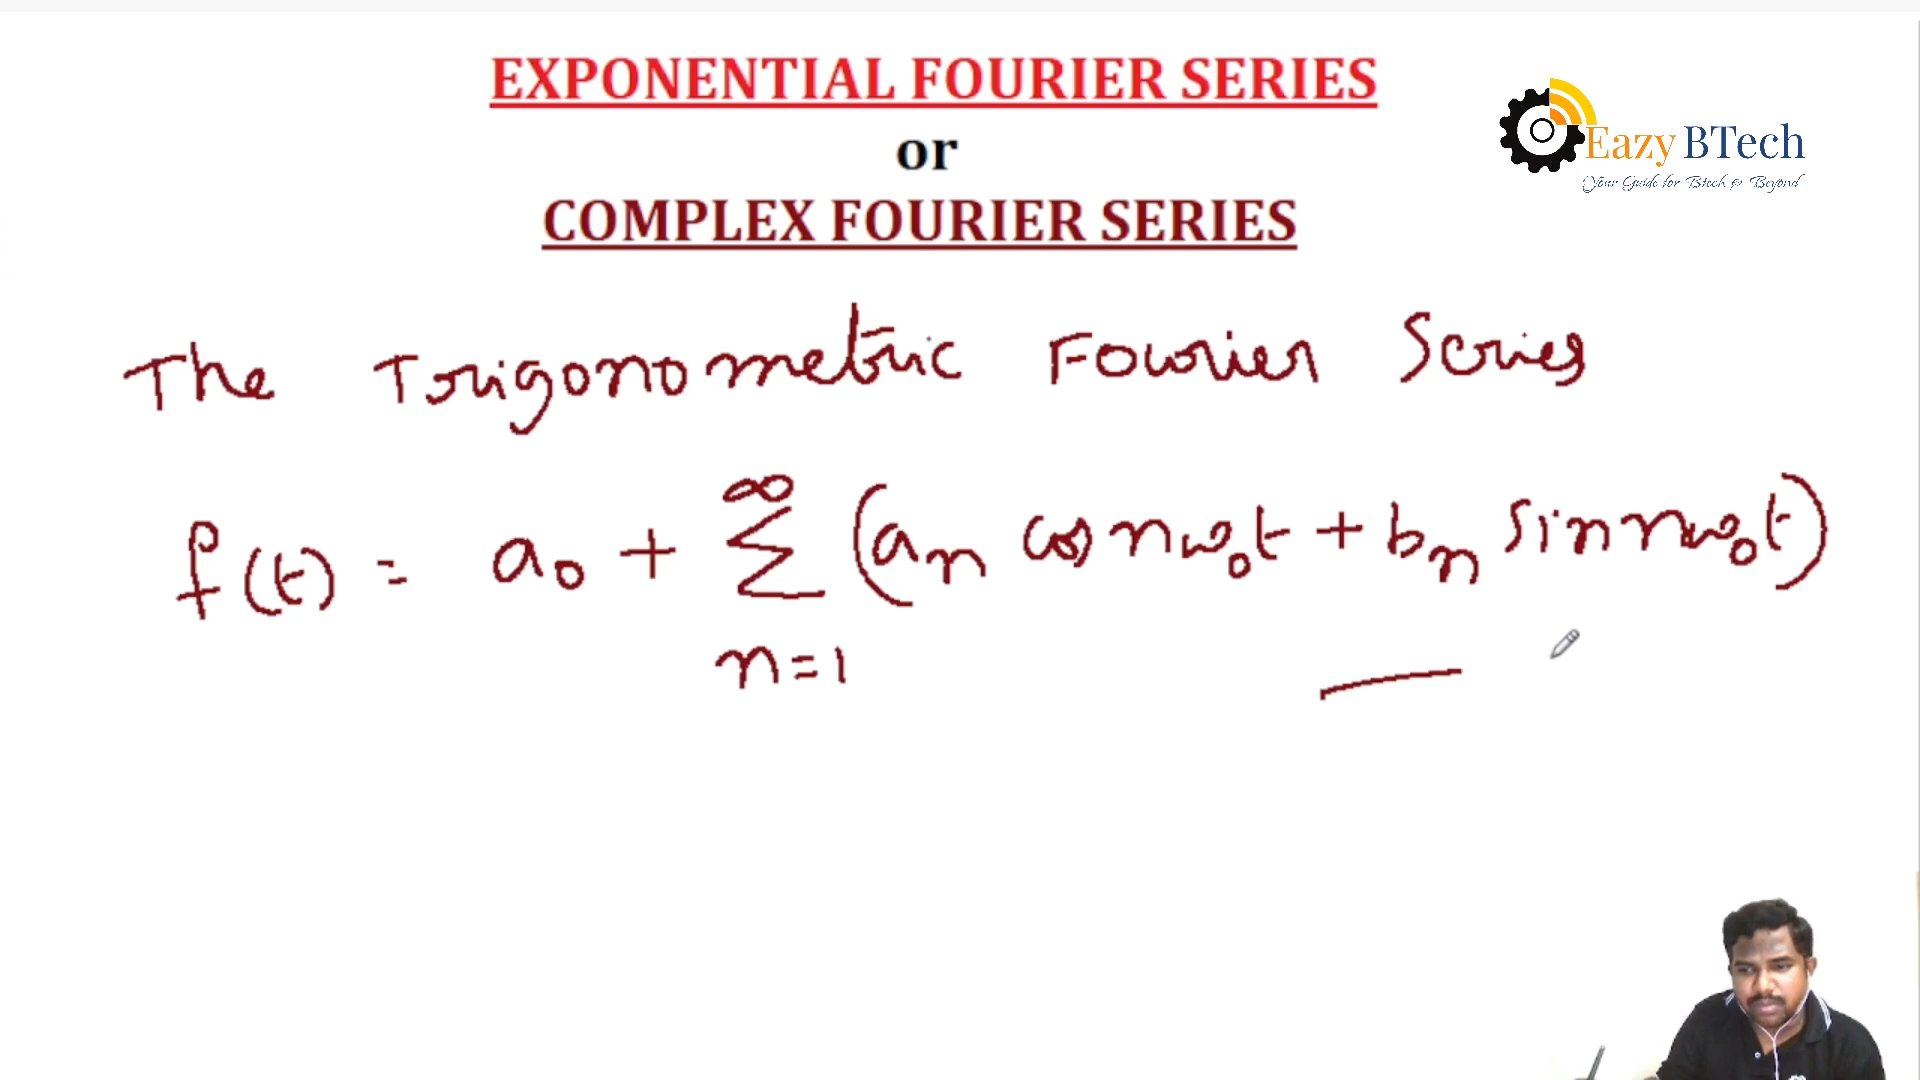 EXPONENTIAL FOURIER SERIES
or
COMPLEX FOURIER SERIES
Eazy BTech
Your Guide for Btech & Beyond
The Trigonometric Fourier Series
f(t) = a₀ + ∞∑n=1 (aₙ cos nω₀t + bₙ sin nω₀t)